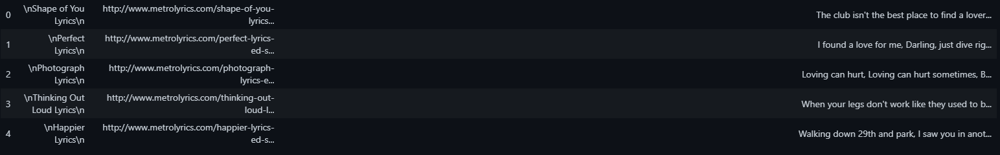 0 \nShape of You Lyrics\n http://www.metrolyrics.com/shape-of-you-lyrics... The club isn't the best place to find a lover...
1 \nPerfect Lyrics\n http://www.metrolyrics.com/perfect-lyrics-ed-s... I found a love for me, Darling, just dive rig...
2 \nPhotograph Lyrics\n http://www.metrolyrics.com/photograph-lyrics-e... Loving can hurt, Loving can hurt sometimes, B...
3 \nThinking Out Loud Lyrics\n http://www.metrolyrics.com/thinking-out-loud-l... When your legs don't work like they used to b...
4 \nHappier Lyrics\n http://www.metrolyrics.com/happier-lyrics-ed-s... Walking down 29th and park, I saw you in anot...